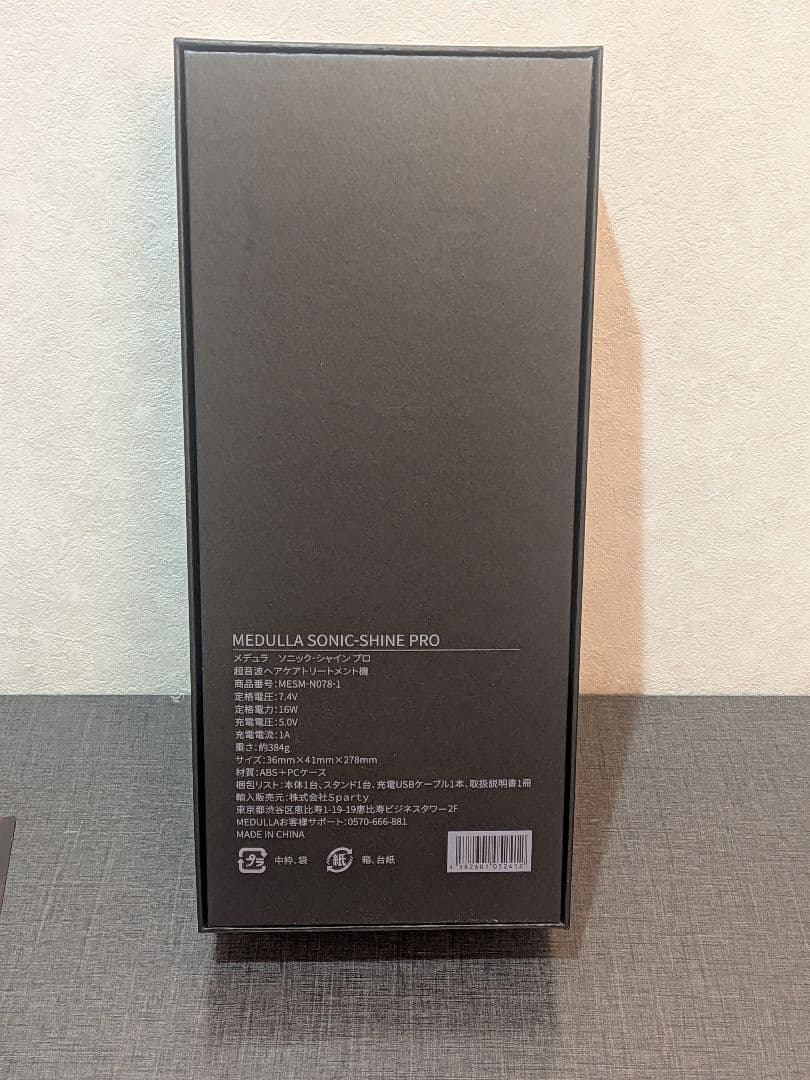 MEDULLA SONIC-SHINE PRO
メデュラ　ソニック-シャイン プロ
超音波ヘアケアトリートメント機
商品番号:MESM-N078-1
定格電圧:7.4V
定格電力:16W
充電電圧:5.0V
充電電流:1A
重さ:約384g
サイズ:36mm×41mm×278mm
材質:ABS＋PCケース
梱包リスト:本体1台、スタンド1台、充電USBケーブル1本、取扱説明書1冊
輸入販売元:株式会社Sparty
東京都渋谷区恵比寿1-19-19恵比寿ビジネスタワー2F
MEDULLAお客様サポート:0570-666-881
MADE IN CHINA
プラ 中枠、袋 紙 箱、台紙
4 582601 012412